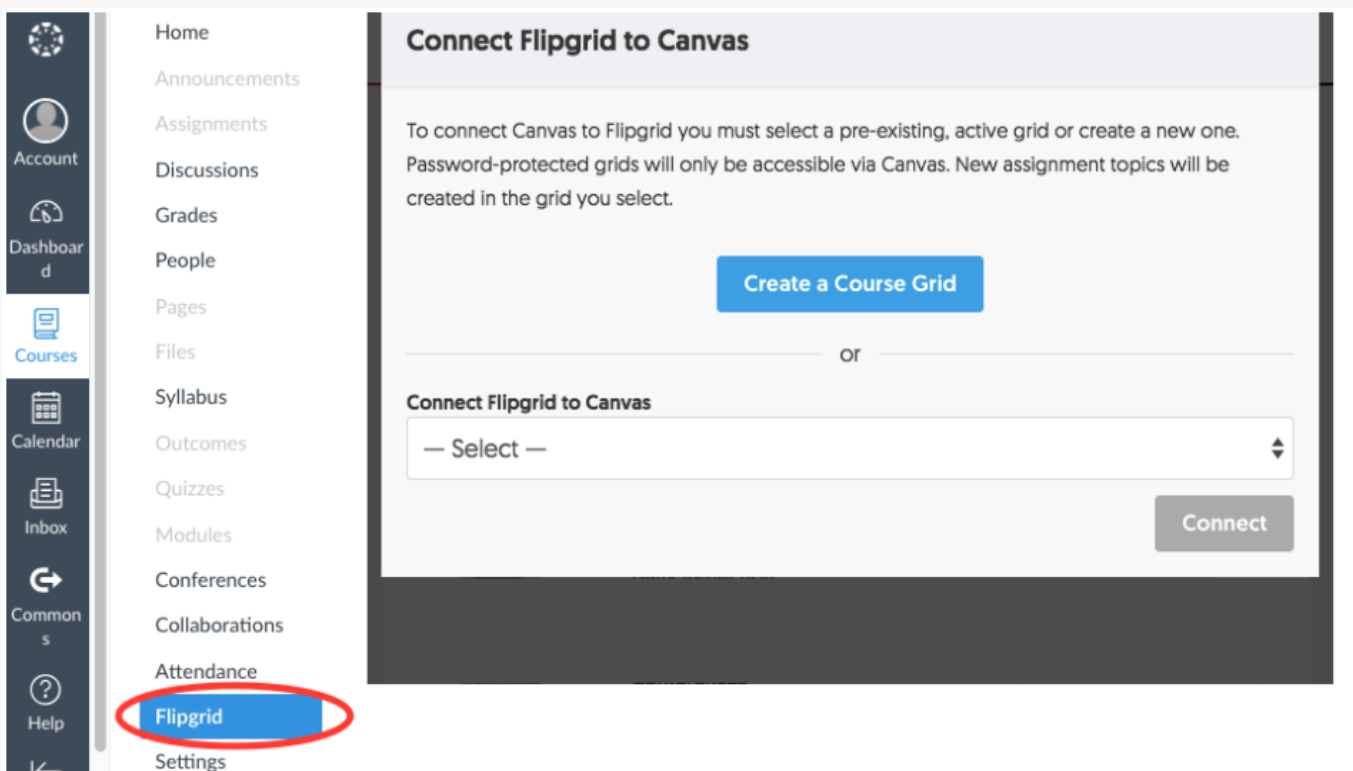 Account
Dashboar
d
Courses
Calendar
Inbox
Common
s
Help
Home
Announcements
Assignments
Discussions
Grades
People
Pages
Files
Syllabus
Outcomes
Quizzes
Modules
Conferences
Collaborations
Attendance
Flipgrid
Settings
Connect Flipgrid to Canvas
To connect Canvas to Flipgrid you must select a pre-existing, active grid or create a new one.
Password-protected grids will only be accessible via Canvas. New assignment topics will be
created in the grid you select.
Create a Course Grid
or
Connect Flipgrid to Canvas
— Select —
Connect